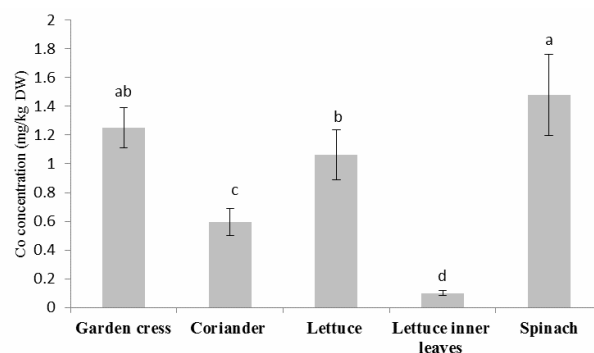 2
1.8
1.6
1.4
1.2
1
0.8
0.6
0.4
0.2
0
Co concentration (mg/kg DW)
ab
c
b
d
a
Garden cress
Coriander
Lettuce
Lettuce inner
leaves
Spinach